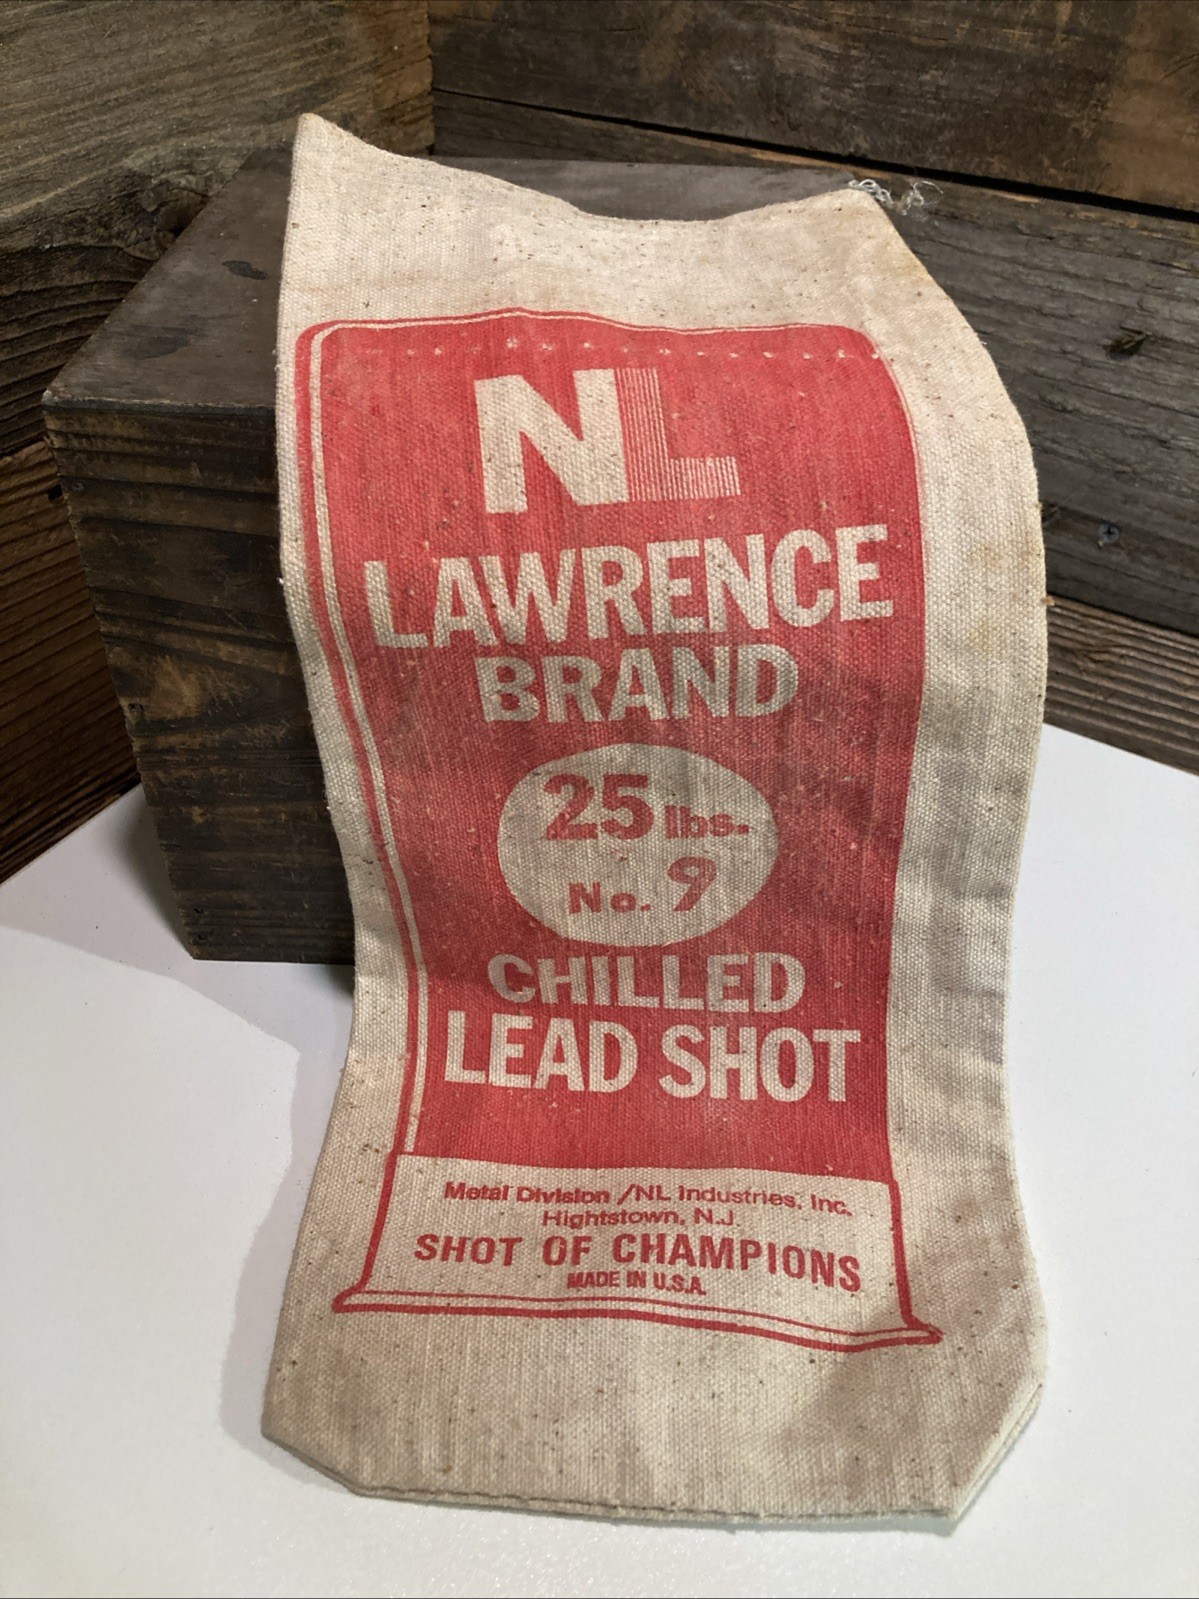 NL
LAWRENCE
BRAND
25 lbs.
No. 9
CHILLED
LEAD SHOT
Metal Division /NL Industries, Inc.
Hightstown, N.J.
SHOT OF CHAMPIONS
MADE IN U.S.A.